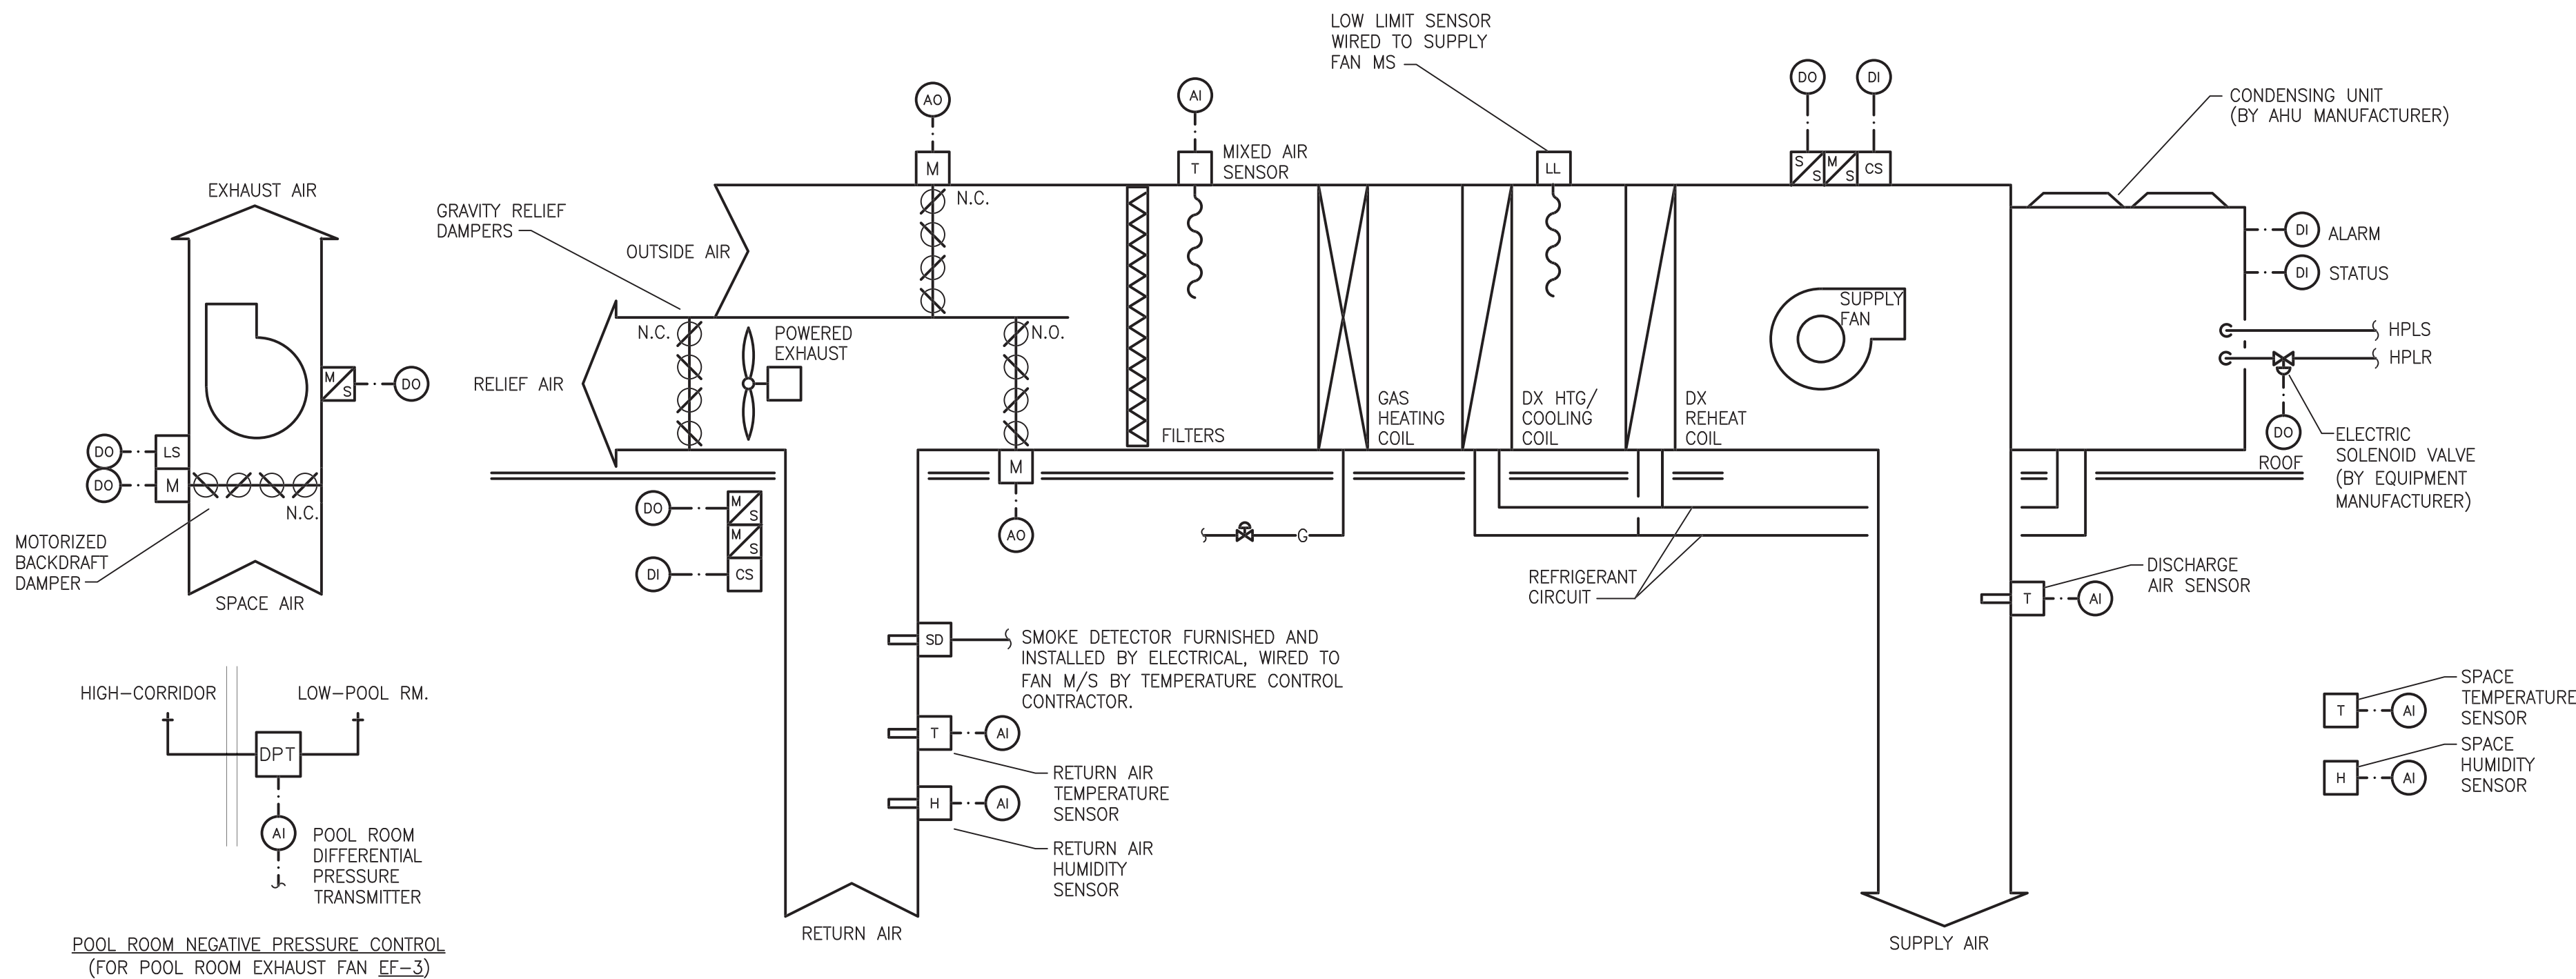 LOW LIMIT SENSOR
WIRED TO SUPPLY
FAN MS
AO
AI
DO
DI
CONDENSING UNIT
(BY AHU MANUFACTURER)
M
T
MIXED AIR
SENSOR
LL
S
S
M
S
CS
EXHAUST AIR
N.C.
GRAVITY RELIEF
DAMPERS
OUTSIDE AIR
DI
ALARM
DI
STATUS
SUPPLY
FAN
N.C.
POWERED
EXHAUST
N.O.
HPLS
HPLR
RELIEF AIR
M
S
DO
GAS
HEATING
COIL
DX HTG/
COOLING
COIL
DX
REHEAT
COIL
FILTERS
DO
LS
DO
M
N.C.
DO
ROOF
ELECTRIC
SOLENOID VALVE
(BY EQUIPMENT
MANUFACTURER)
M
DO
M
S
M
S
DI
CS
AO
G
MOTORIZED
BACKDRAFT
DAMPER
SPACE AIR
REFRIGERANT
CIRCUIT
DISCHARGE
AIR SENSOR
T
AI
SD
SMOKE DETECTOR FURNISHED AND
INSTALLED BY ELECTRICAL, WIRED TO
FAN M/S BY TEMPERATURE CONTROL
CONTRACTOR.
HIGH-CORRIDOR
LOW-POOL RM.
DPT
T
AI
RETURN AIR
TEMPERATURE
SENSOR
H
AI
RETURN AIR
HUMIDITY
SENSOR
SPACE
TEMPERATURE
SENSOR
T
AI
SPACE
HUMIDITY
SENSOR
H
AI
AI
POOL ROOM
DIFFERENTIAL
PRESSURE
TRANSMITTER
RETURN AIR
SUPPLY AIR
POOL ROOM NEGATIVE PRESSURE CONTROL
(FOR POOL ROOM EXHAUST FAN EF-3)